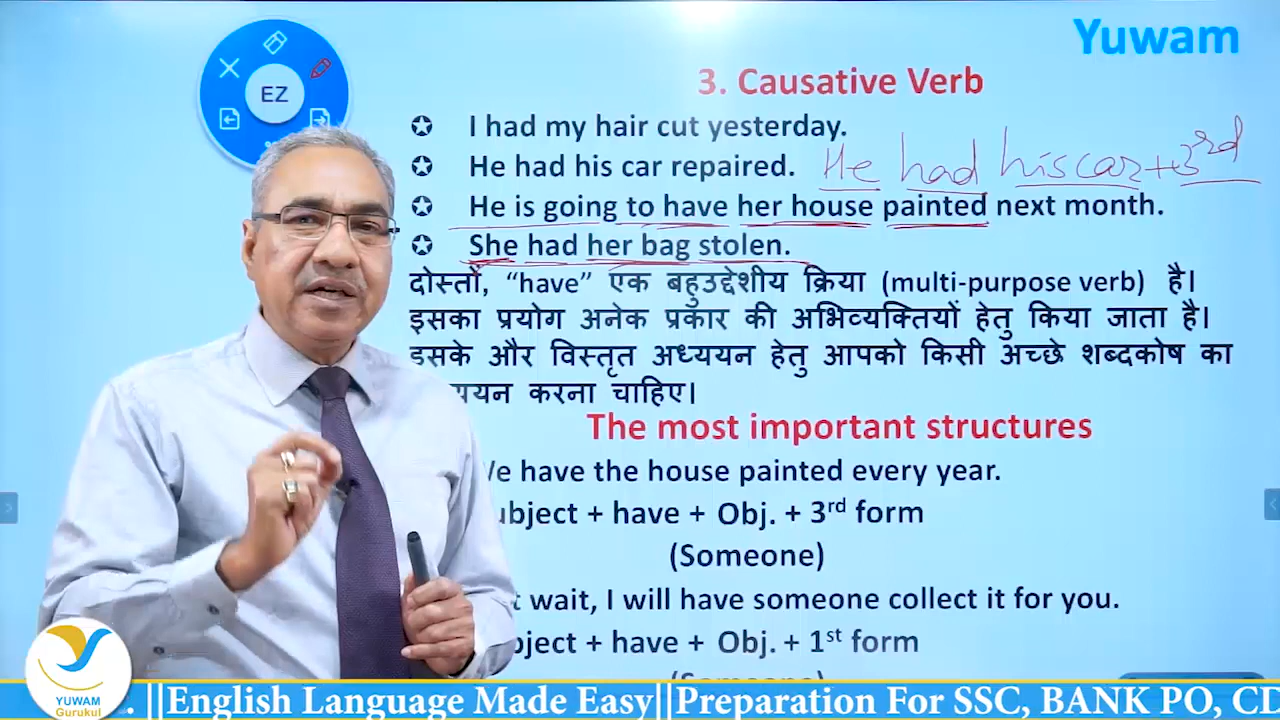 Yuwam
EZ
3. Causative Verb
I had my hair cut yesterday.
He had his car repaired. He had his car + 3rd
He is going to have her house painted next month.
She had her bag stolen.
दोस्तों, “have” एक बहुउद्देशीय क्रिया (multi-purpose verb) है।
इसका प्रयोग अनेक प्रकार की अभिव्यक्तियों हेतु किया जाता है।
इसके और विस्तृत अध्ययन हेतु आपको किसी अच्छे शब्दकोष का
ययन करना चाहिए।
The most important structures
We have the house painted every year.
ubject + have + Obj. + 3rd form
(Someone)
t wait, I will have someone collect it for you.
bject + have + Obj. + 1st form
YUWAM
Gurukul
. ||English Language Made Easy||Preparation For SSC, BANK PO, CD